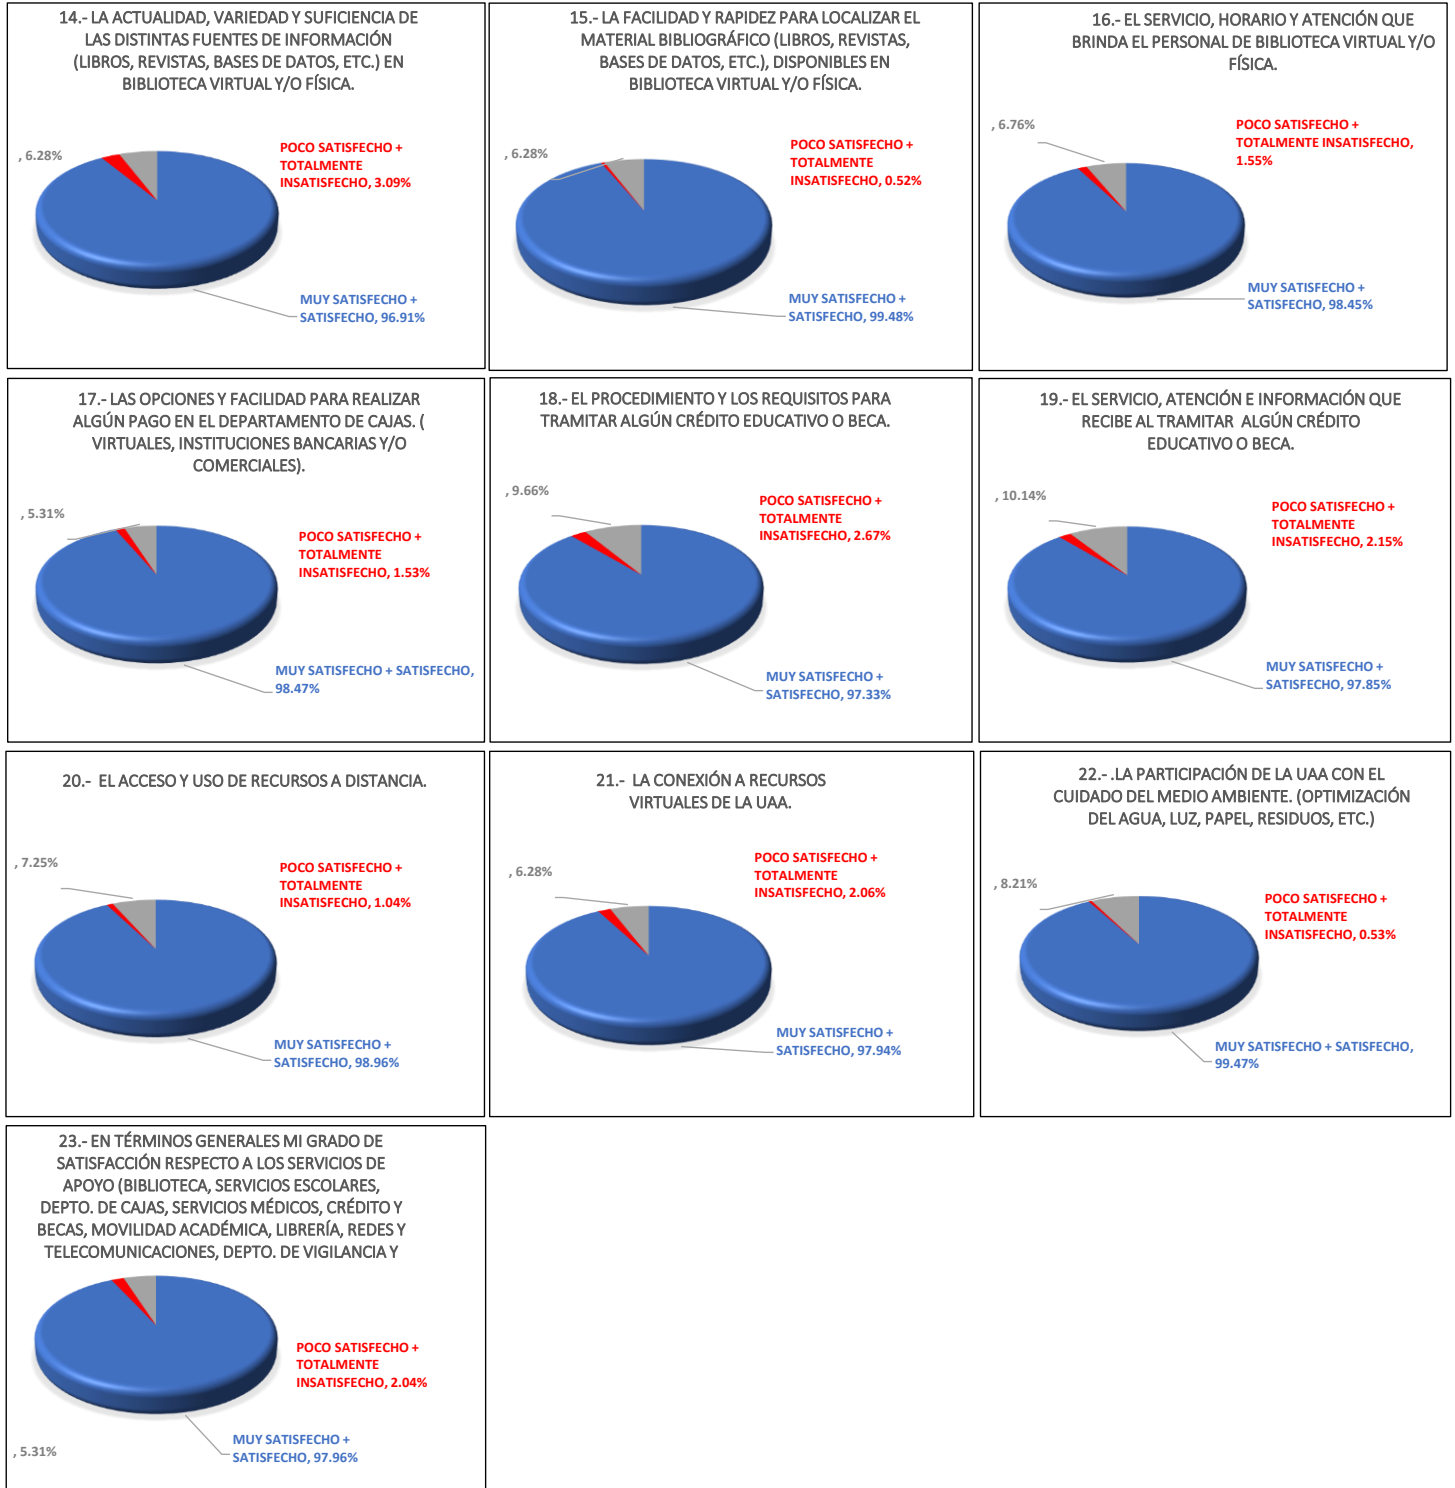 14.- LA ACTUALIDAD, VARIEDAD Y SUFICIENCIA DE
LAS DISTINTAS FUENTES DE INFORMACIÓN
(LIBROS, REVISTAS, BASES DE DATOS, ETC.) EN
BIBLIOTECA VIRTUAL Y/O FÍSICA.
, 6.28%
POCO SATISFECHO +
TOTALMENTE
INSATISFECHO, 3.09%
MUY SATISFECHO +
SATISFECHO, 96.91%
15.- LA FACILIDAD Y RAPIDEZ PARA LOCALIZAR EL
MATERIAL BIBLIOGRÁFICO (LIBROS, REVISTAS,
BASES DE DATOS, ETC.), DISPONIBLES EN
BIBLIOTECA VIRTUAL Y/O FÍSICA.
, 6.28%
POCO SATISFECHO +
TOTALMENTE
INSATISFECHO, 0.52%
MUY SATISFECHO +
SATISFECHO, 99.48%
16.- EL SERVICIO, HORARIO Y ATENCIÓN QUE
BRINDA EL PERSONAL DE BIBLIOTECA VIRTUAL Y/O
FÍSICA.
, 6.76%
POCO SATISFECHO +
TOTALMENTE INSATISFECHO,
1.55%
MUY SATISFECHO +
SATISFECHO, 98.45%
17.- LAS OPCIONES Y FACILIDAD PARA REALIZAR
ALGÚN PAGO EN EL DEPARTAMENTO DE CAJAS. (
VIRTUALES, INSTITUCIONES BANCARIAS Y/O
COMERCIALES).
, 5.31%
POCO SATISFECHO +
TOTALMENTE
INSATISFECHO, 1.53%
MUY SATISFECHO + SATISFECHO,
98.47%
18.- EL PROCEDIMIENTO Y LOS REQUISITOS PARA
TRAMITAR ALGÚN CRÉDITO EDUCATIVO O BECA.
, 9.66%
POCO SATISFECHO +
TOTALMENTE
INSATISFECHO, 2.67%
MUY SATISFECHO +
SATISFECHO, 97.33%
19.- EL SERVICIO, ATENCIÓN E INFORMACIÓN QUE
RECIBE AL TRAMITAR ALGÚN CRÉDITO
EDUCATIVO O BECA.
, 10.14%
POCO SATISFECHO +
TOTALMENTE
INSATISFECHO, 2.15%
MUY SATISFECHO +
SATISFECHO, 97.85%
20.- EL ACCESO Y USO DE RECURSOS A DISTANCIA.
, 7.25%
POCO SATISFECHO +
TOTALMENTE
INSATISFECHO, 1.04%
MUY SATISFECHO +
SATISFECHO, 98.96%
21.- LA CONEXIÓN A RECURSOS
VIRTUALES DE LA UAA.
, 6.28%
POCO SATISFECHO +
TOTALMENTE
INSATISFECHO, 2.06%
MUY SATISFECHO +
SATISFECHO, 97.94%
22.- .LA PARTICIPACIÓN DE LA UAA CON EL
CUIDADO DEL MEDIO AMBIENTE. (OPTIMIZACIÓN
DEL AGUA, LUZ, PAPEL, RESIDUOS, ETC.)
, 8.21%
POCO SATISFECHO +
TOTALMENTE
INSATISFECHO, 0.53%
MUY SATISFECHO + SATISFECHO,
99.47%
23.- EN TÉRMINOS GENERALES MI GRADO DE
SATISFACCIÓN RESPECTO A LOS SERVICIOS DE
APOYO (BIBLIOTECA, SERVICIOS ESCOLARES,
DEPTO. DE CAJAS, SERVICIOS MÉDICOS, CRÉDITO Y
BECAS, MOVILIDAD ACADÉMICA, LIBRERÍA, REDES Y
TELECOMUNICACIONES, DEPTO. DE VIGILANCIA Y
POCO SATISFECHO +
TOTALMENTE
INSATISFECHO, 2.04%
MUY SATISFECHO +
SATISFECHO, 97.96%
, 5.31%